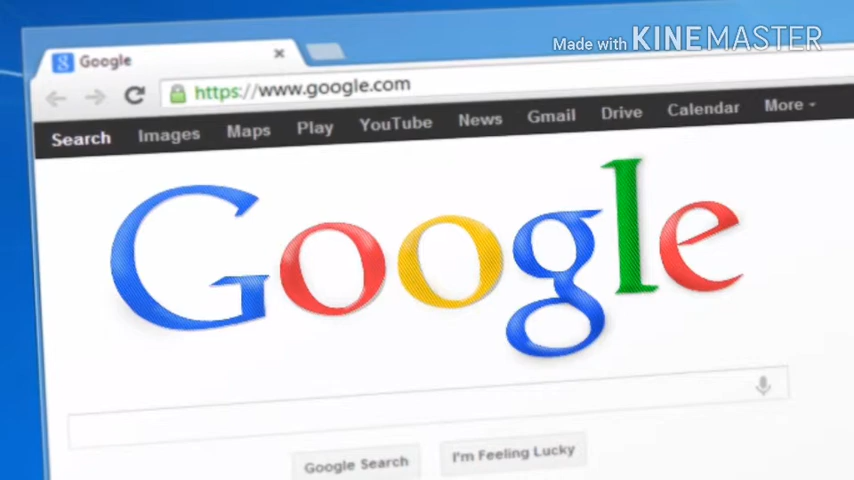 Made with KINEMASTER
Google
https://www.google.com
Search Images Maps Play YouTube News Gmail Drive Calendar More
Google
Google Search I'm Feeling Lucky